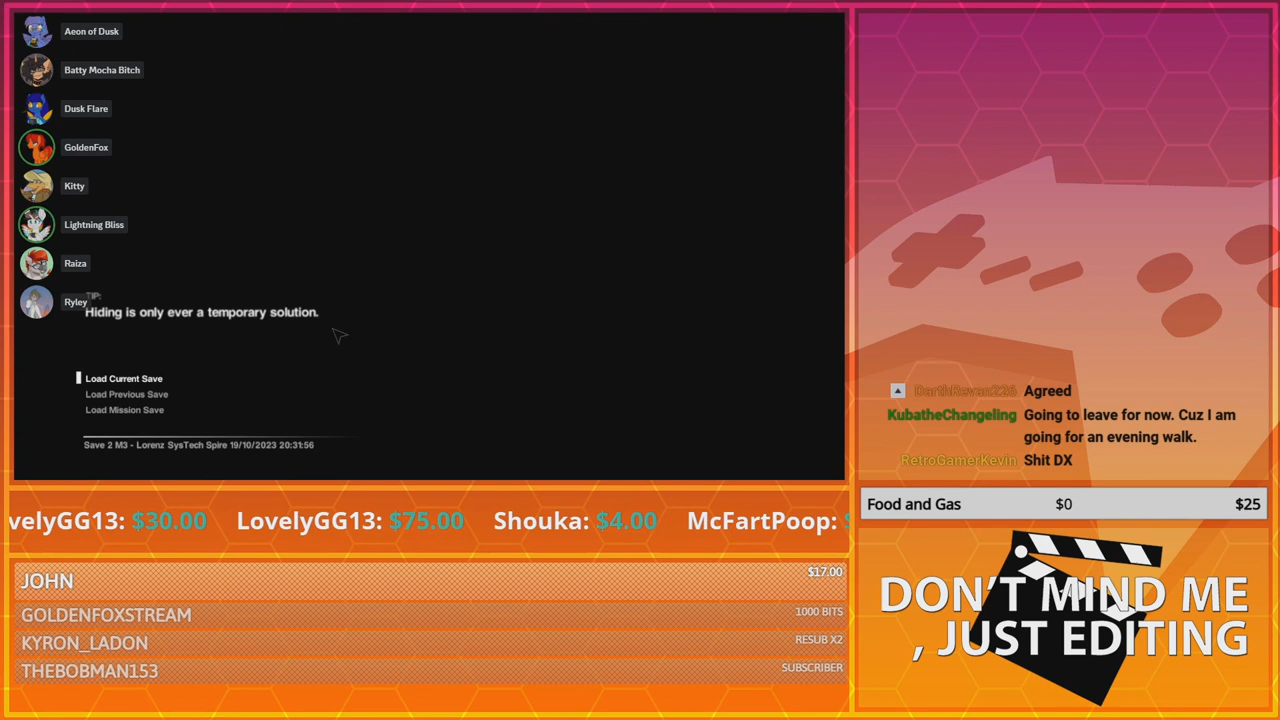 Aeon of Dusk
Batty Mocha Bitch
Dusk Flare
GoldenFox
Kitty
Lightning Bliss
Raiza
Ryley
TIP:
Hiding is only ever a temporary solution.
Load Current Save
Load Previous Save
Load Mission Save
Save 2 M3 - Lorenz SysTech Spire 19/10/2023 20:31:56
DarthRevan226 Agreed
KubatheChangeling Going to leave for now. Cuz I am
going for an evening walk.
RetroGamerKevin Shit DX
Food and Gas $0 $25
velyGG13: $30.00 LovelyGG13: $75.00 Shouka: $4.00 McFartPoop: $
JOHN $17.00
GOLDENFOXSTREAM 1000 BITS
KYRON_LADON RESUB X2
THEBOBMAN153 SUBSCRIBER
DON'T MIND ME
, JUST EDITING